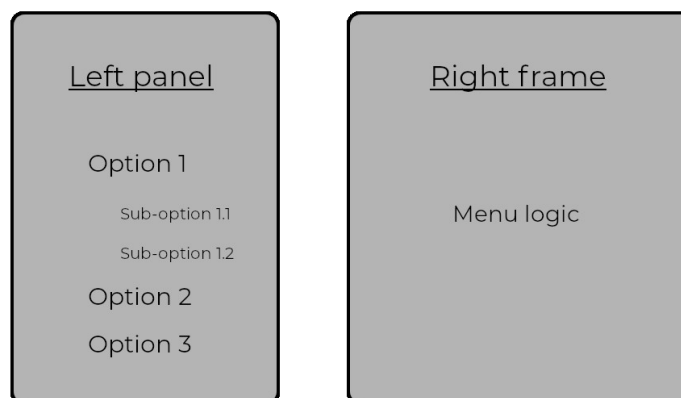 Left panel
Option 1
Sub-option 1.1
Sub-option 1.2
Option 2
Option 3
Right frame
Menu logic